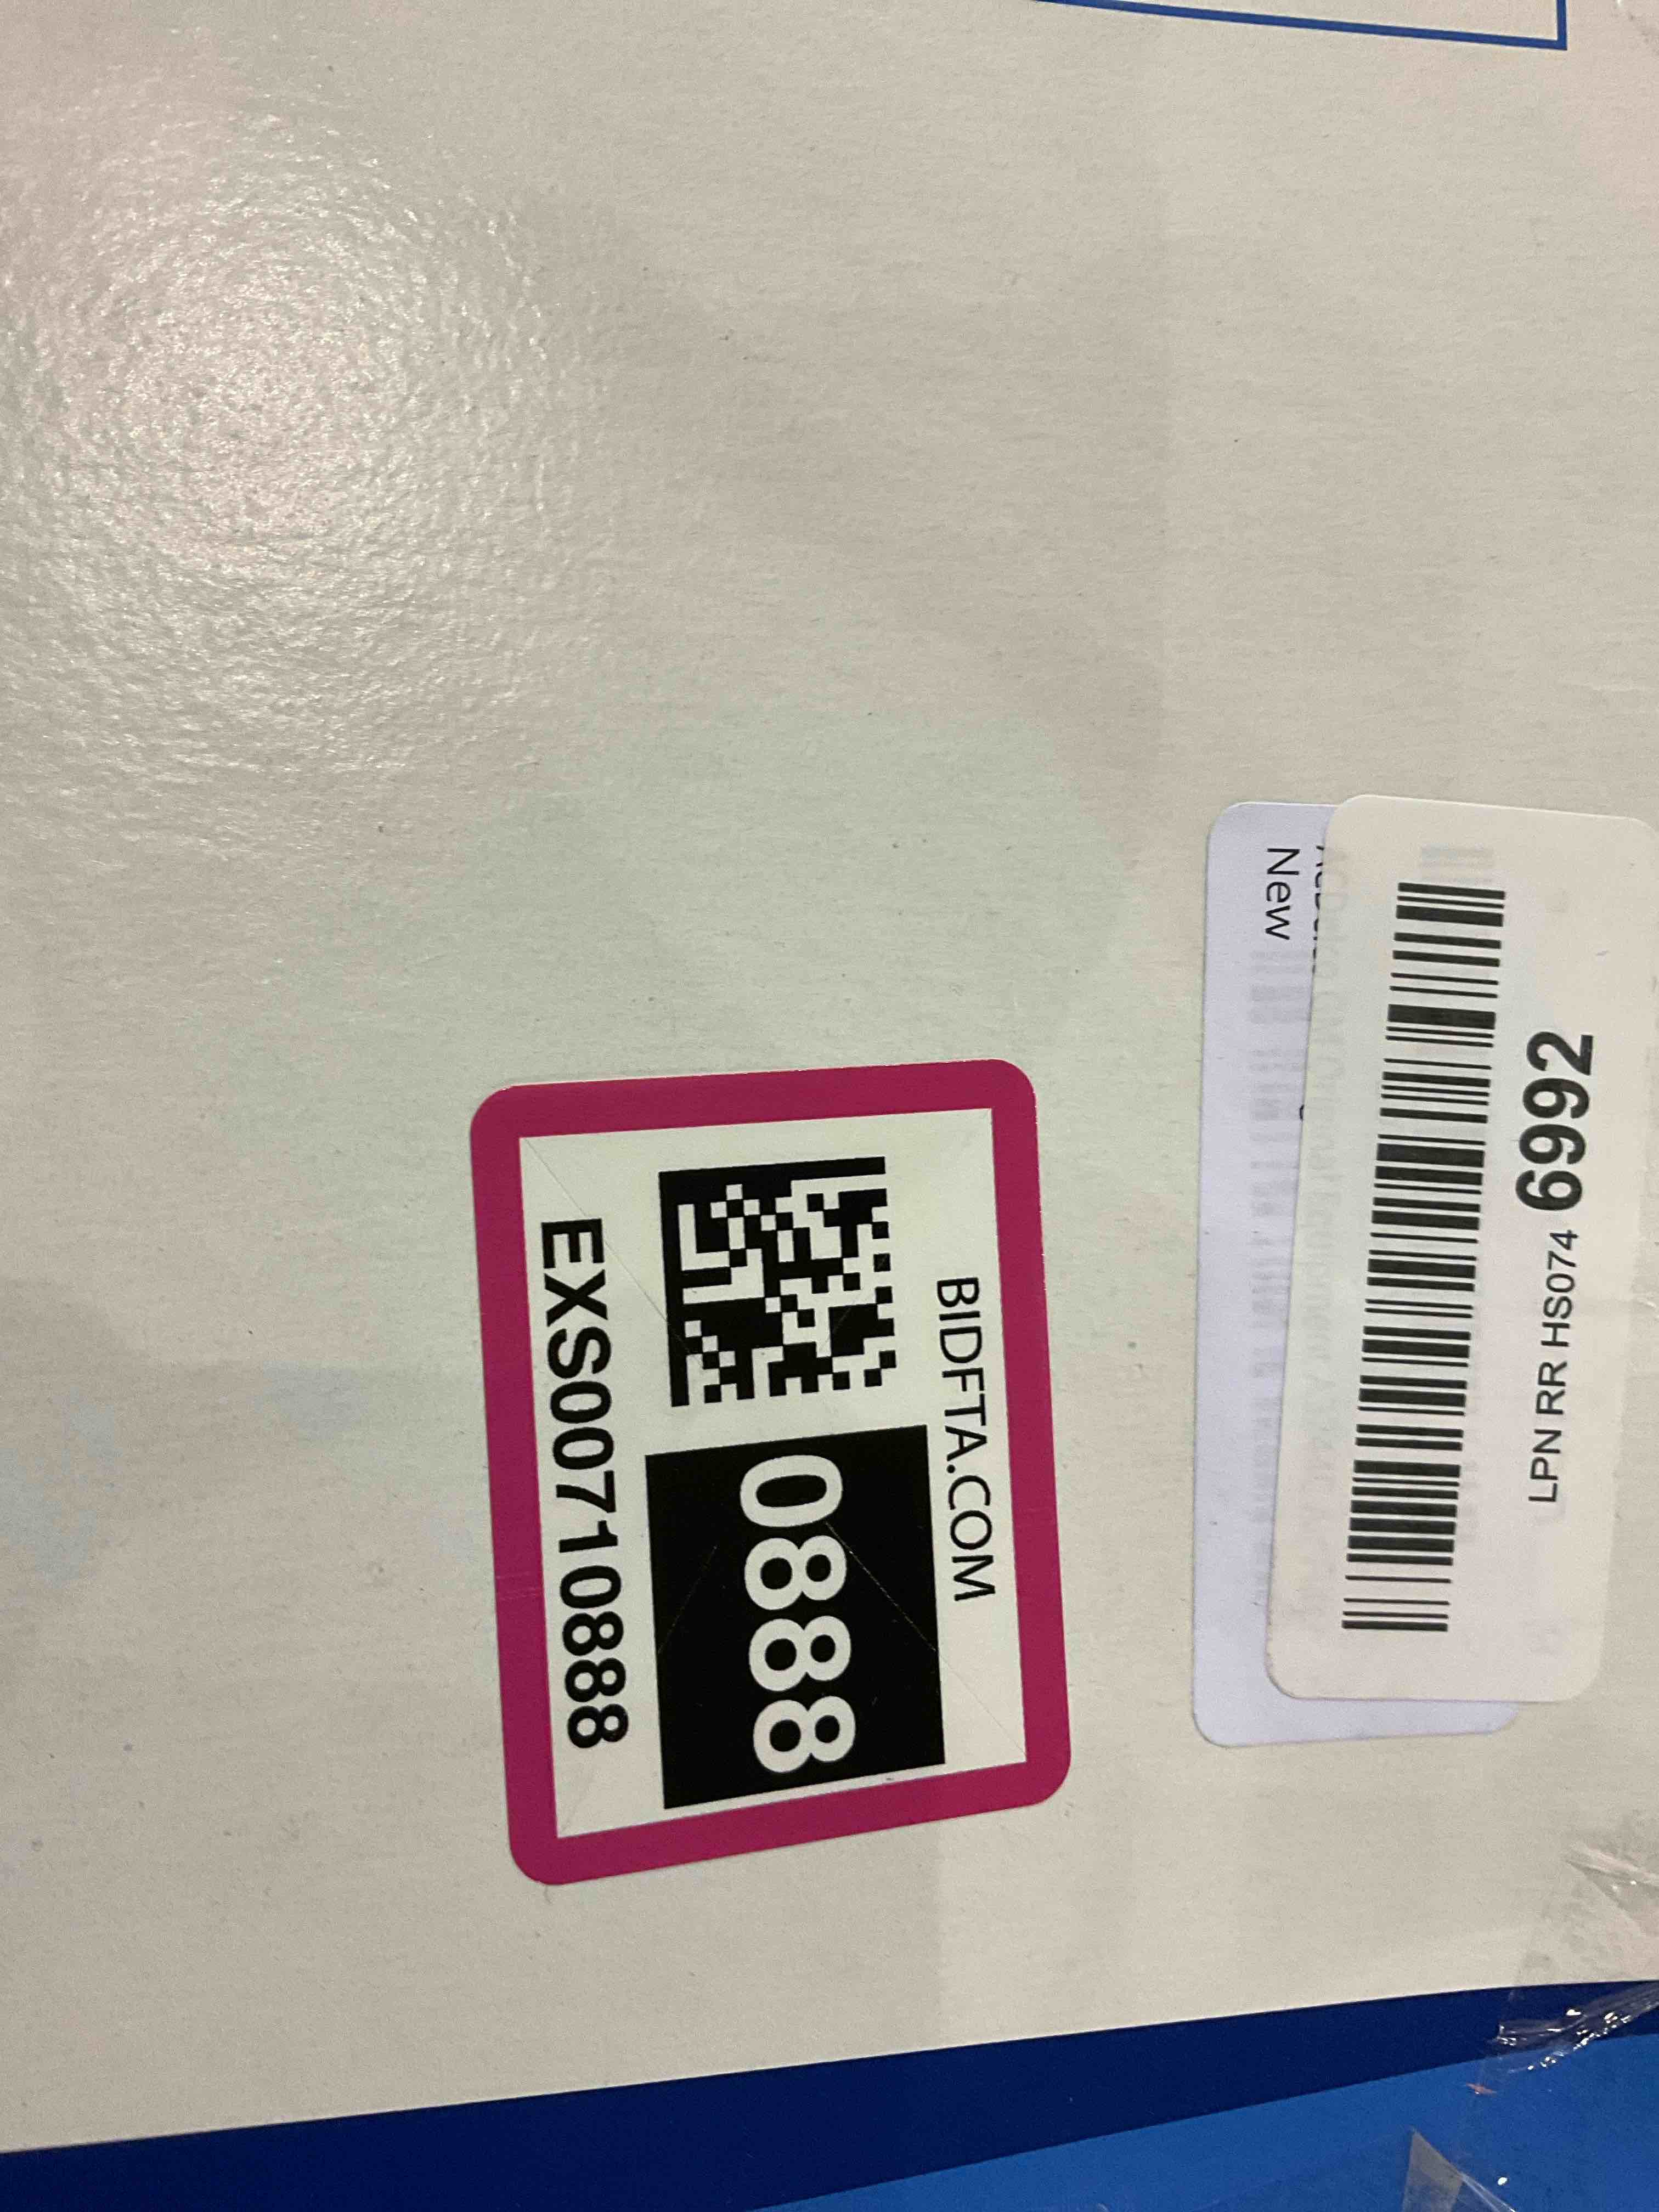 BIDFTA.COM
0888
EXS00710888
New
LPN RR HS074 6992